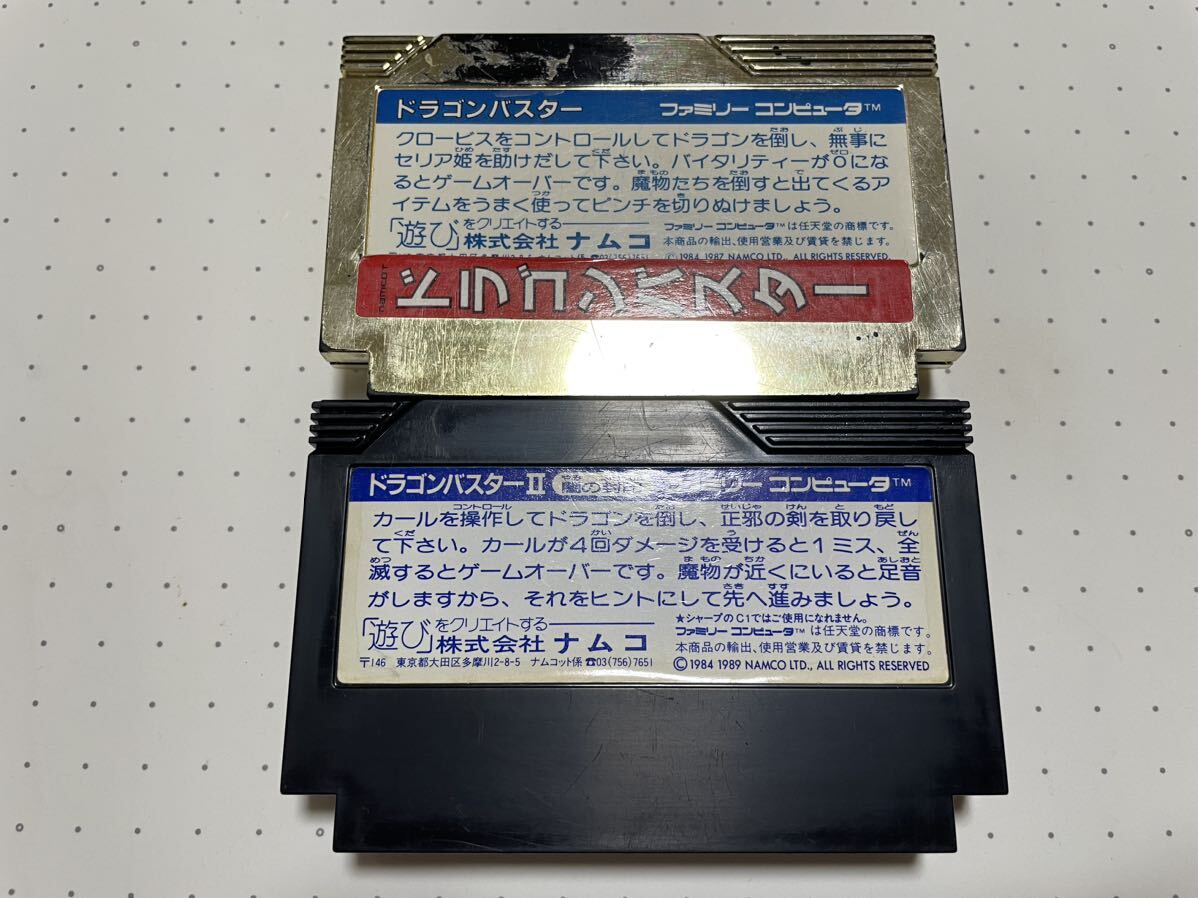 ドラゴンバスター ファミリー コンピュータ™
クロービスをコントロールしてドラゴンを倒し、無事に
セリア姫を助けだして下さい。バイタリティーが0にな
るとゲームオーバーです。魔物たちを倒すと出てくるア
イテムをうまく使ってピンチを切りぬけましょう。
「遊び」をクリエイトする
株式会社 ナムコ
ファミリー コンピュータ™は任天堂の商標です。
本商品の輸出、使用営業及び賃貸を禁じます。
© 1984 1987 NAMCO LTD., ALL RIGHTS RESERVED.
namcot ドラゴンバスター
ドラゴンバスターII 闇の封 リー コンピュータ™
カールを操作してドラゴンを倒し、正邪の剣を取り戻し
て下さい。カールが4回ダメージを受けると1ミス、全
滅するとゲームオーバーです。魔物が近くにいると足音
がしますから、それをヒントにして先へ進みましょう。
「遊び」をクリエイトする
株式会社 ナムコ
〒146 東京都大田区多摩川2-8-5 ナムコット係 ☎03(756)7651
★シャープのC1ではご使用になれません。
ファミリー コンピュータ™は任天堂の商標です。
本商品の輸出、使用営業及び賃貸を禁じます。
© 1984 1989 NAMCO LTD., ALL RIGHTS RESERVED